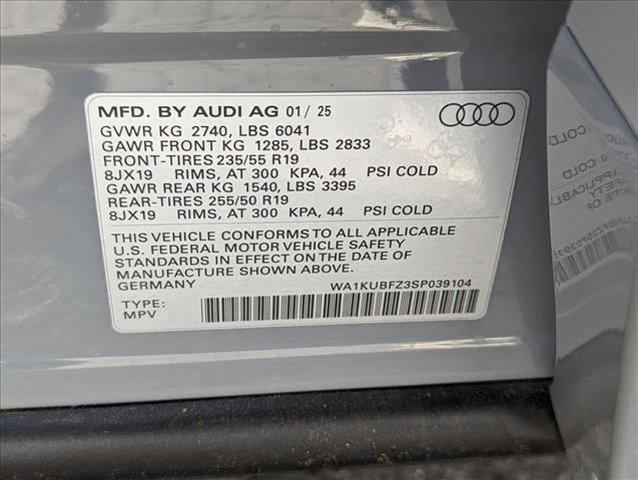 MFD. BY AUDI AG 01/ 25
GVWR KG 2740, LBS 6041
GAWR FRONT KG 1285, LBS 2833
FRONT-TIRES 235/55 R19
8JX19 RIMS, AT 300 KPA, 44 PSI COLD
GAWR REAR KG 1540, LBS 3395
REAR-TIRES 255/50 R19
8JX19 RIMS, AT 300 KPA, 44 PSI COLD
THIS VEHICLE CONFORMS TO ALL APPLICABLE
U.S. FEDERAL MOTOR VEHICLE SAFETY
STANDARDS IN EFFECT ON THE DATE OF
MANUFACTURE SHOWN ABOVE.
GERMANY WA1KUBFZ3SP039104
TYPE:
MPV